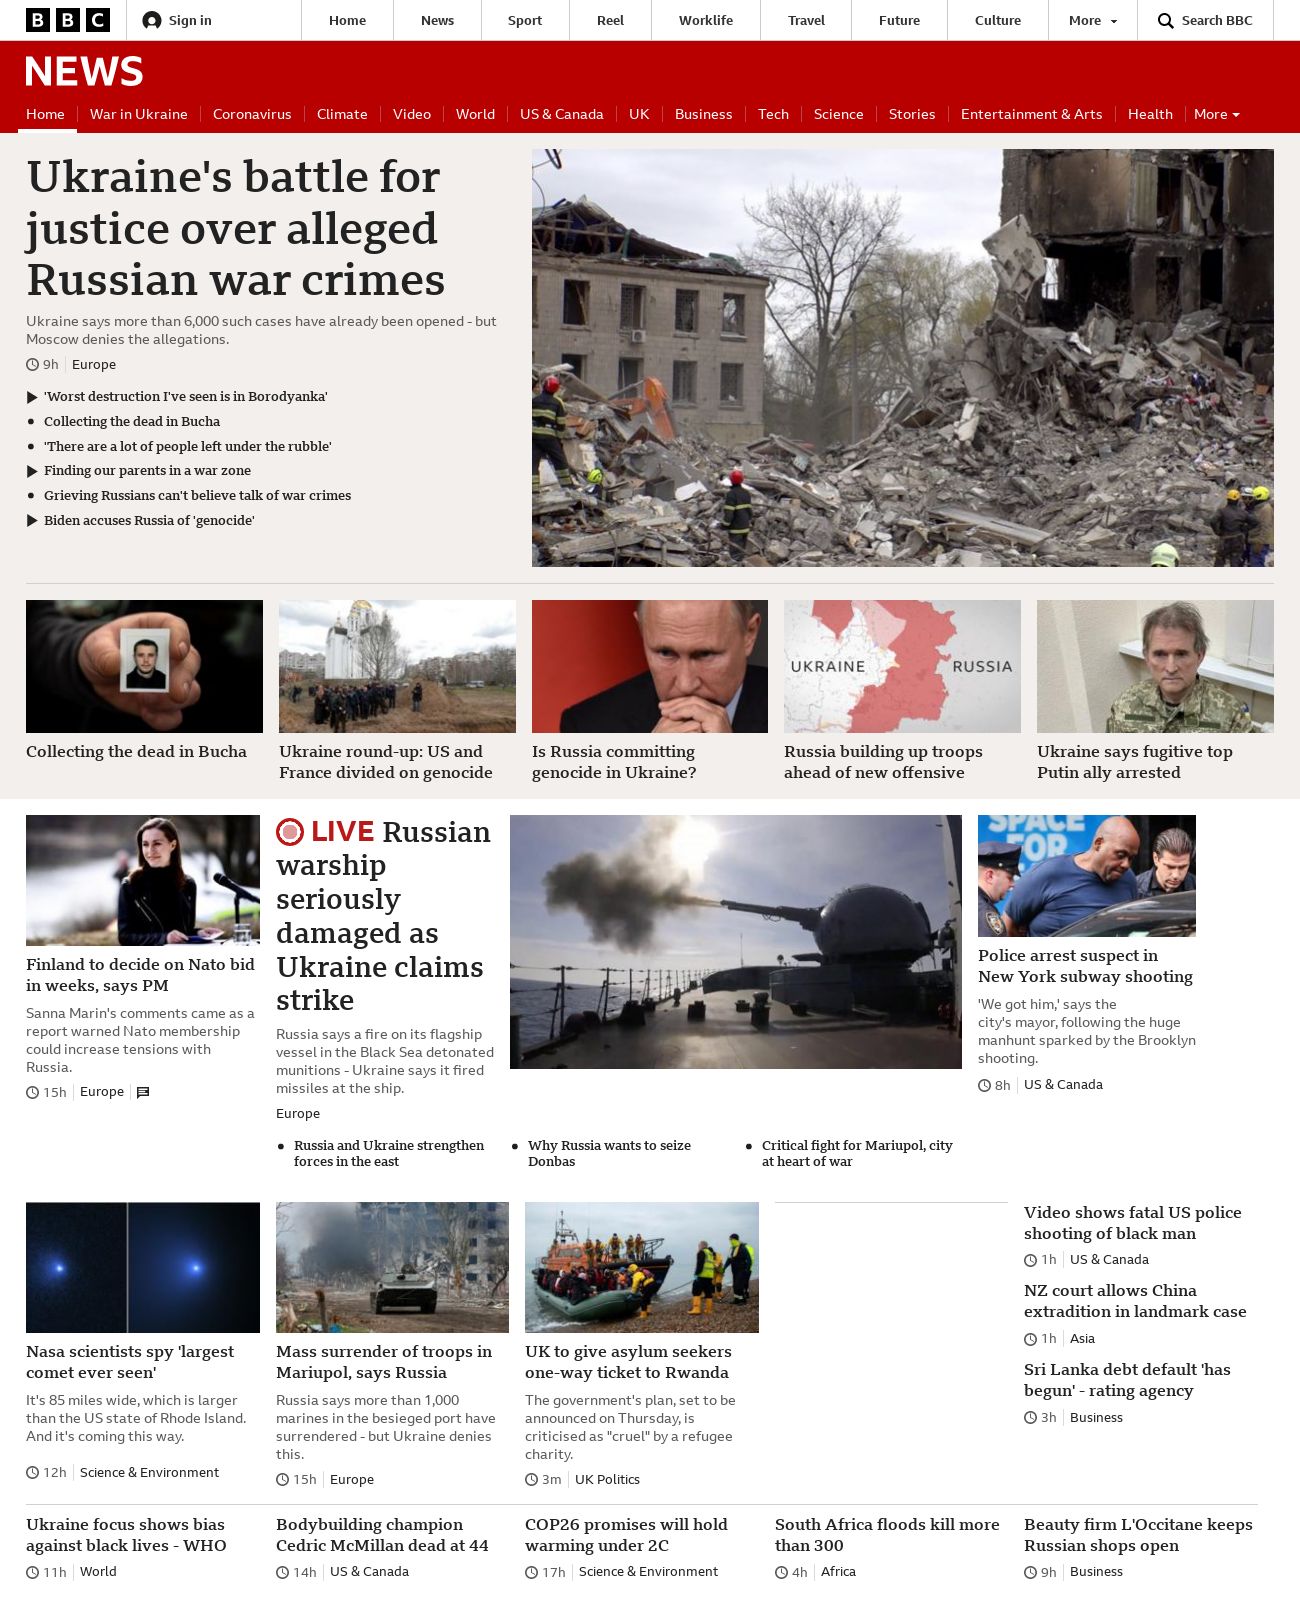 BBC
Sign in
Home
News
Sport
Reel
Worklife
Travel
Future
Culture
More
Search BBC
NEWS
Home
War in Ukraine
Coronavirus
Climate
Video
World
US & Canada
UK
Business
Tech
Science
Stories
Entertainment & Arts
Health
More
Ukraine's battle for
justice over alleged
Russian war crimes
Ukraine says more than 6,000 such cases have already been opened - but
Moscow denies the allegations.
9h
Europe
'Worst destruction I've seen is in Borodyanka'
Collecting the dead in Bucha
'There are a lot of people left under the rubble'
Finding our parents in a war zone
Grieving Russians can't believe talk of war crimes
Biden accuses Russia of 'genocide'
UKRAINE
RUSSIA
Collecting the dead in Bucha
Ukraine round-up: US and
France divided on genocide
Is Russia committing
genocide in Ukraine?
Russia building up troops
ahead of new offensive
Ukraine says fugitive top
Putin ally arrested
Finland to decide on Nato bid
in weeks, says PM
Sanna Marin's comments came as a
report warned Nato membership
could increase tensions with
Russia.
15h
Europe
LIVE Russian
warship
seriously
damaged as
Ukraine claims
strike
Russia says a fire on its flagship
vessel in the Black Sea detonated
munitions - Ukraine says it fired
missiles at the ship.
Europe
Russia and Ukraine strengthen
forces in the east
Why Russia wants to seize
Donbas
Critical fight for Mariupol, city
at heart of war
SPACE
FOR
Police arrest suspect in
New York subway shooting
'We got him,' says the
city's mayor, following the huge
manhunt sparked by the Brooklyn
shooting.
8h
US & Canada
Nasa scientists spy 'largest
comet ever seen'
It's 85 miles wide, which is larger
than the US state of Rhode Island.
And it's coming this way.
12h
Science & Environment
Mass surrender of troops in
Mariupol, says Russia
Russia says more than 1,000
marines in the besieged port have
surrendered - but Ukraine denies
this.
15h
Europe
UK to give asylum seekers
one-way ticket to Rwanda
The government's plan, set to be
announced on Thursday, is
criticised as "cruel" by a refugee
charity.
3m
UK Politics
Video shows fatal US police
shooting of black man
1h
US & Canada
NZ court allows China
extradition in landmark case
1h
Asia
Sri Lanka debt default 'has
begun' - rating agency
3h
Business
Ukraine focus shows bias
against black lives - WHO
11h
World
Bodybuilding champion
Cedric McMillan dead at 44
14h
US & Canada
COP26 promises will hold
warming under 2C
17h
Science & Environment
South Africa floods kill more
than 300
4h
Africa
Beauty firm L'Occitane keeps
Russian shops open
9h
Business